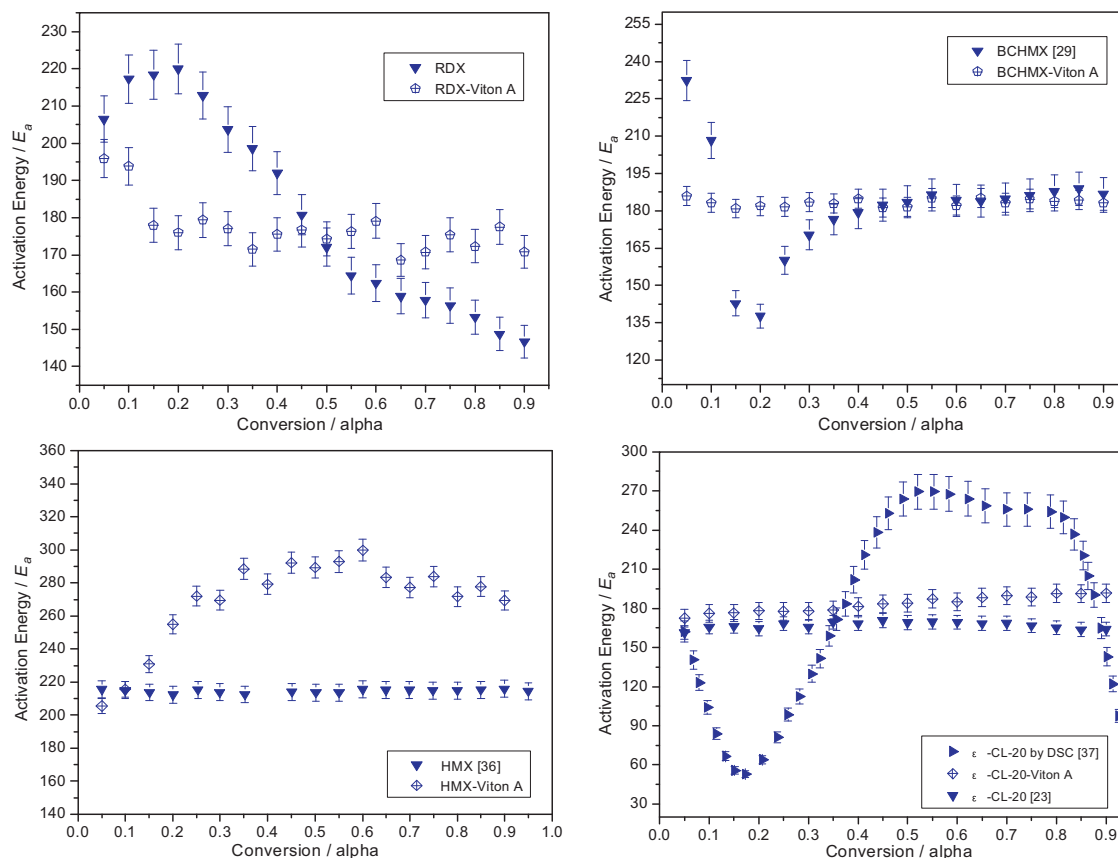 230
220
210
200
190
180
170
160
150
140
Activation Energy / Ea
RDX
RDX-Viton A
0.0 0.1 0.2 0.3 0.4 0.5 0.6 0.7 0.8 0.9
Conversion / alpha
255
240
225
210
195
180
165
150
135
120
Activation Energy / Ea
BCHMX [29]
BCHMX-Viton A
0.0 0.1 0.2 0.3 0.4 0.5 0.6 0.7 0.8 0.9
Conversion / alpha
360
340
320
300
280
260
240
220
200
180
160
140
Activation Energy / Ea
HMX [36]
HMX-Viton A
0.0 0.1 0.2 0.3 0.4 0.5 0.6 0.7 0.8 0.9 1.0
Conversion / alpha
300
270
240
210
180
150
120
90
60
30
Activation Energy / Ea
ε -CL-20 by DSC [37]
ε -CL-20-Viton A
ε -CL-20 [23]
0.0 0.1 0.2 0.3 0.4 0.5 0.6 0.7 0.8 0.9
Conversion / alpha